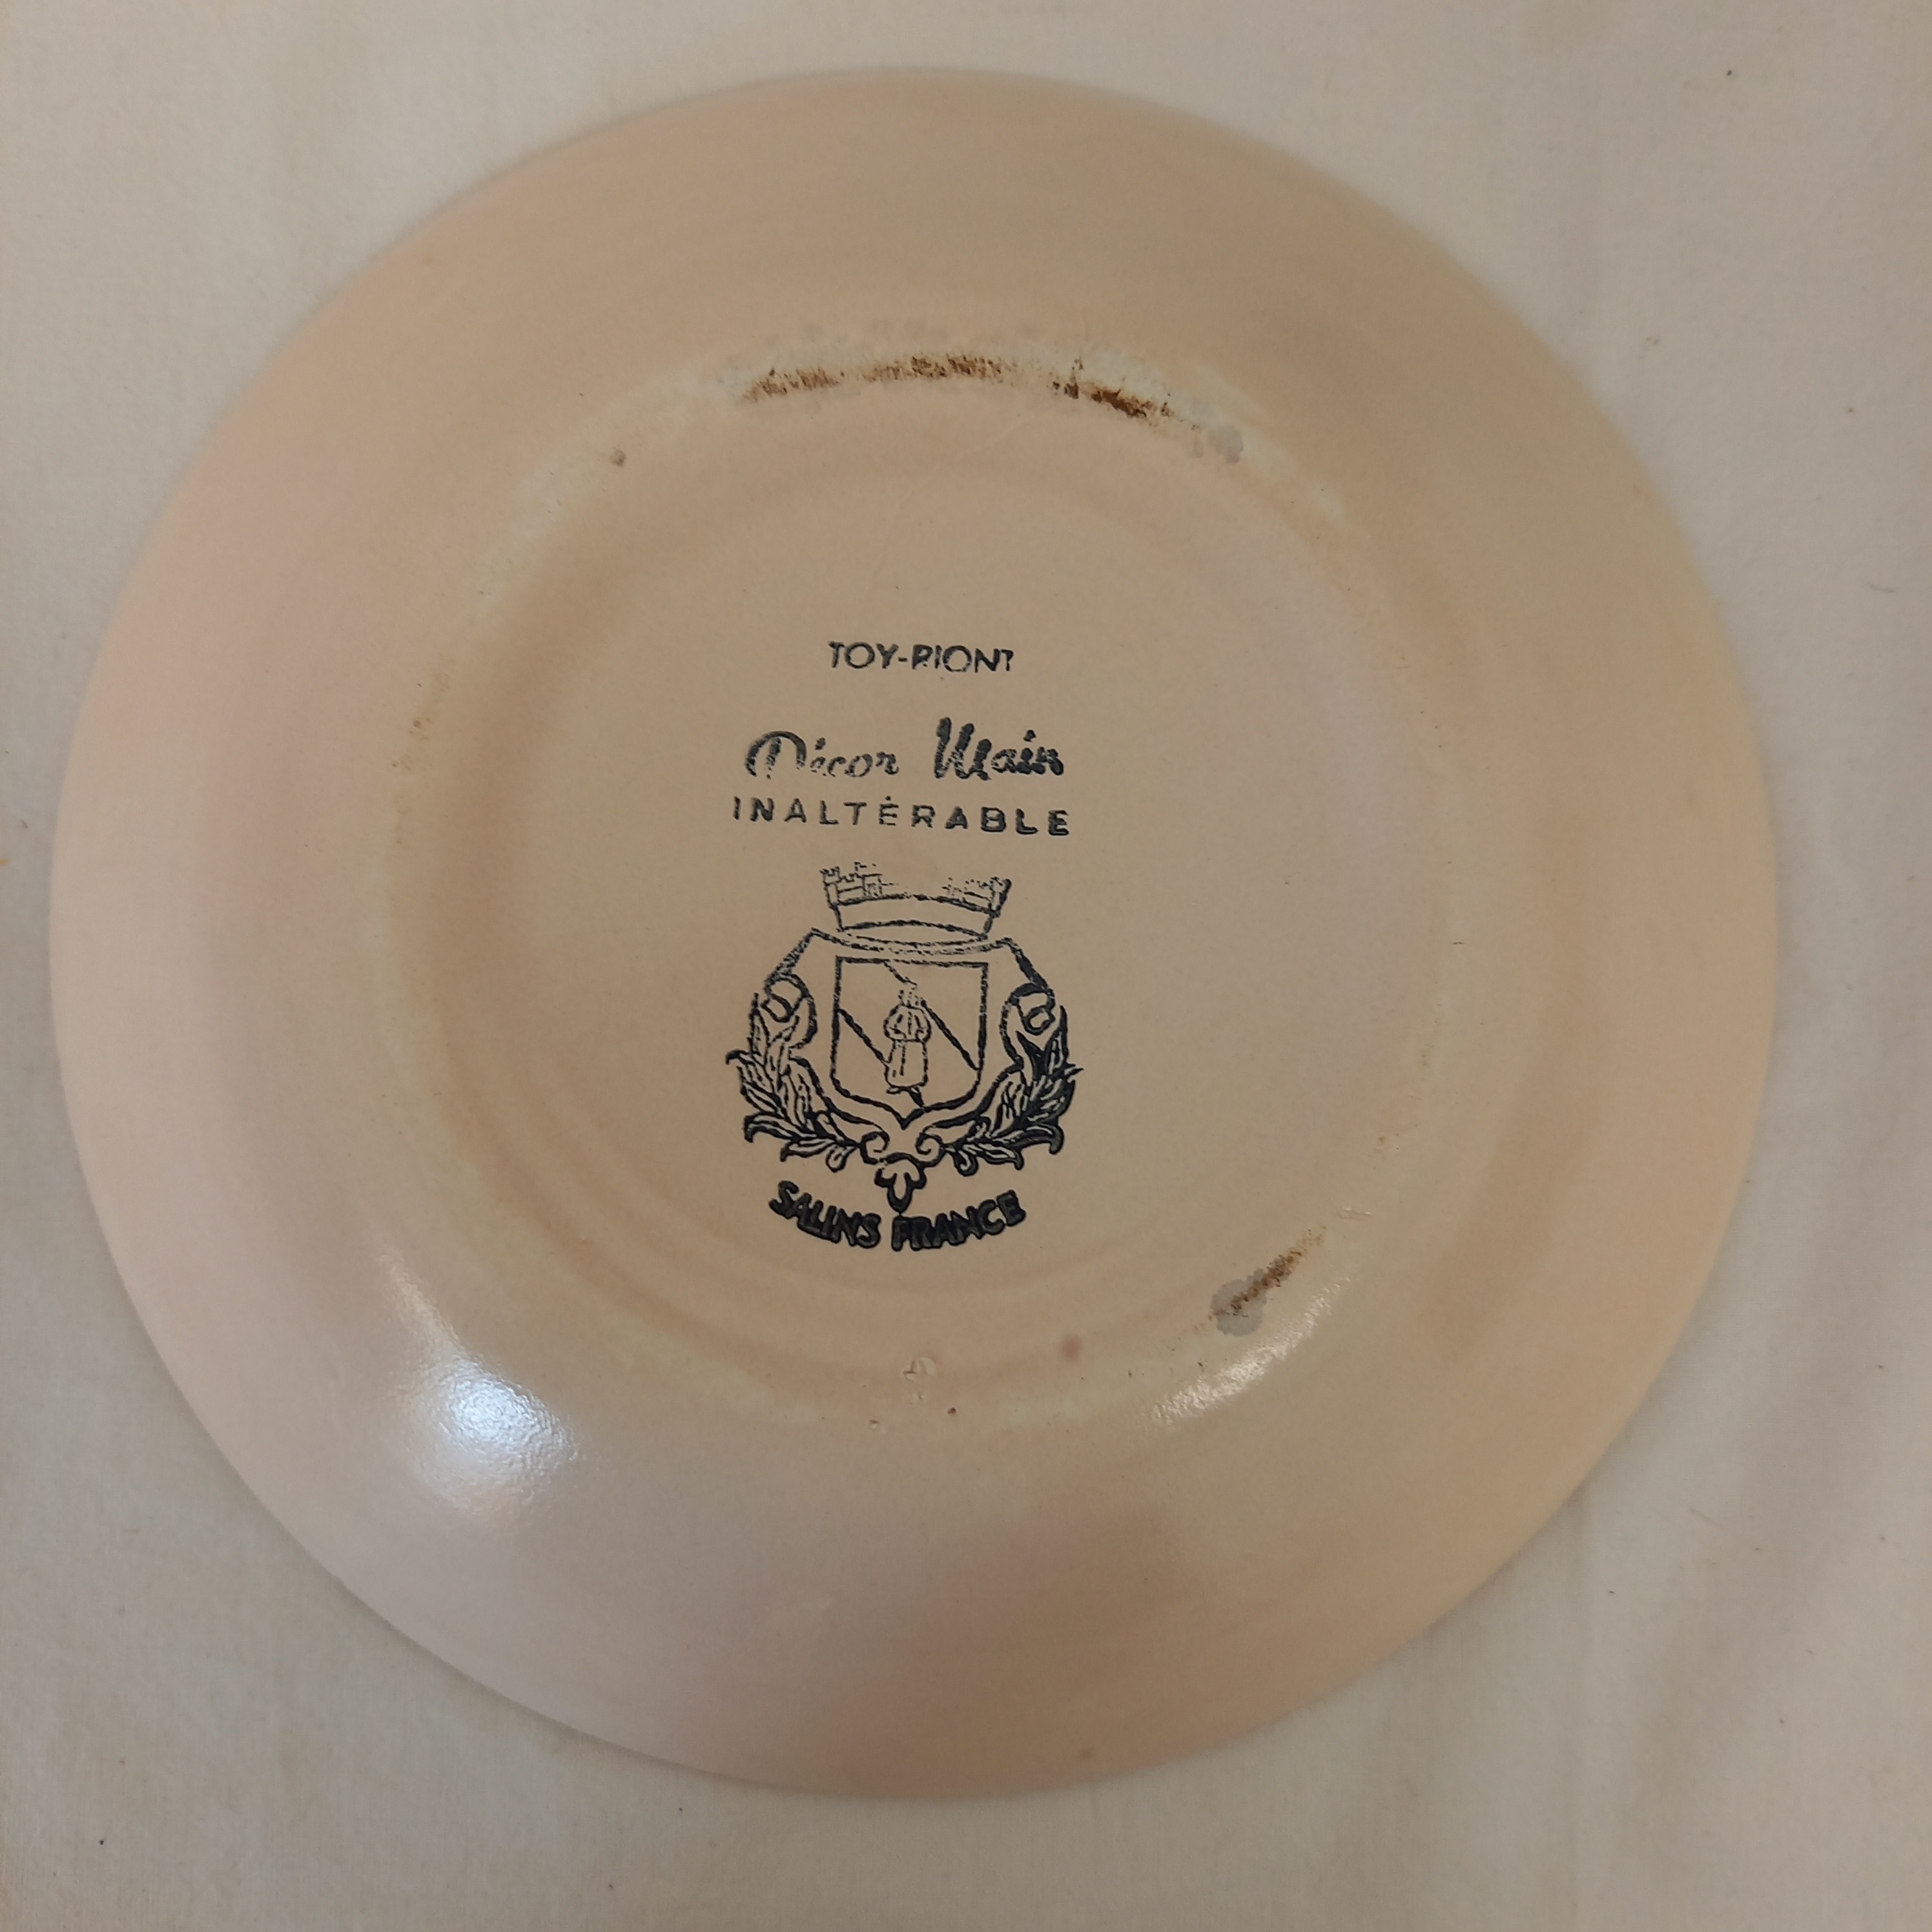 TOY-RIONT
Décor Main
INALTÉRABLE
SALINS FRANCE